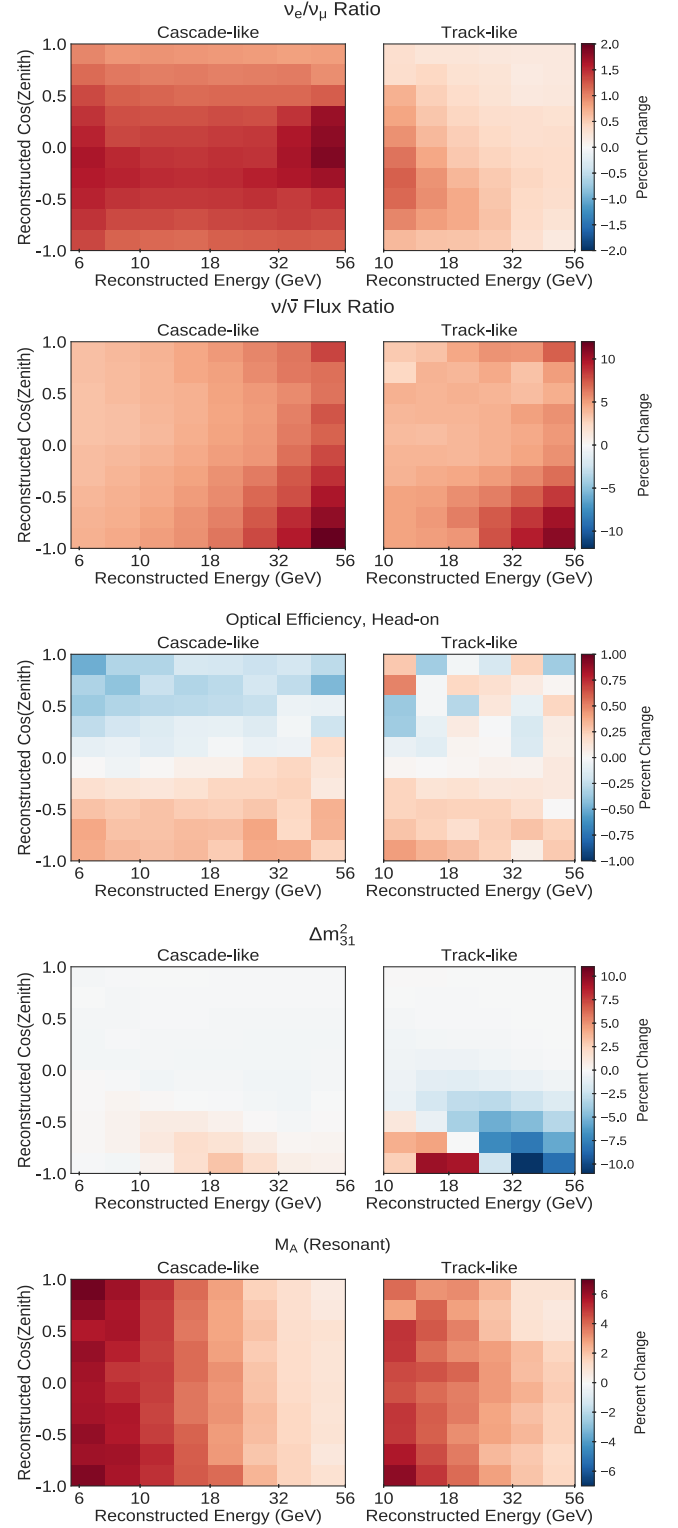 νe/νμ Ratio
Cascade-like Track-like
Reconstructed Cos(Zenith)
1.0
0.5
0.0
-0.5
-1.0
6 10 18 32 56
10 18 32 56
Reconstructed Energy (GeV) Reconstructed Energy (GeV)
2.0
1.5
1.0
0.5
0.0
−0.5
−1.0
−1.5
−2.0
Percent Change
ν/ν̄ Flux Ratio
Cascade-like Track-like
Reconstructed Cos(Zenith)
1.0
0.5
0.0
-0.5
-1.0
6 10 18 32 56
10 18 32 56
Reconstructed Energy (GeV) Reconstructed Energy (GeV)
10
5
0
−5
−10
Percent Change
Optical Efficiency, Head-on
Cascade-like Track-like
Reconstructed Cos(Zenith)
1.0
0.5
0.0
-0.5
-1.0
6 10 18 32 56
10 18 32 56
Reconstructed Energy (GeV) Reconstructed Energy (GeV)
1.00
0.75
0.50
0.25
0.00
−0.25
−0.50
−0.75
−1.00
Percent Change
Δm²₃₁
Cascade-like Track-like
Reconstructed Cos(Zenith)
1.0
0.5
0.0
-0.5
-1.0
6 10 18 32 56
10 18 32 56
Reconstructed Energy (GeV) Reconstructed Energy (GeV)
10.0
7.5
5.0
2.5
0.0
−2.5
−5.0
−7.5
−10.0
Percent Change
M_A (Resonant)
Cascade-like Track-like
Reconstructed Cos(Zenith)
1.0
0.5
0.0
-0.5
-1.0
6 10 18 32 56
10 18 32 56
Reconstructed Energy (GeV) Reconstructed Energy (GeV)
6
4
2
0
−2
−4
−6
Percent Change